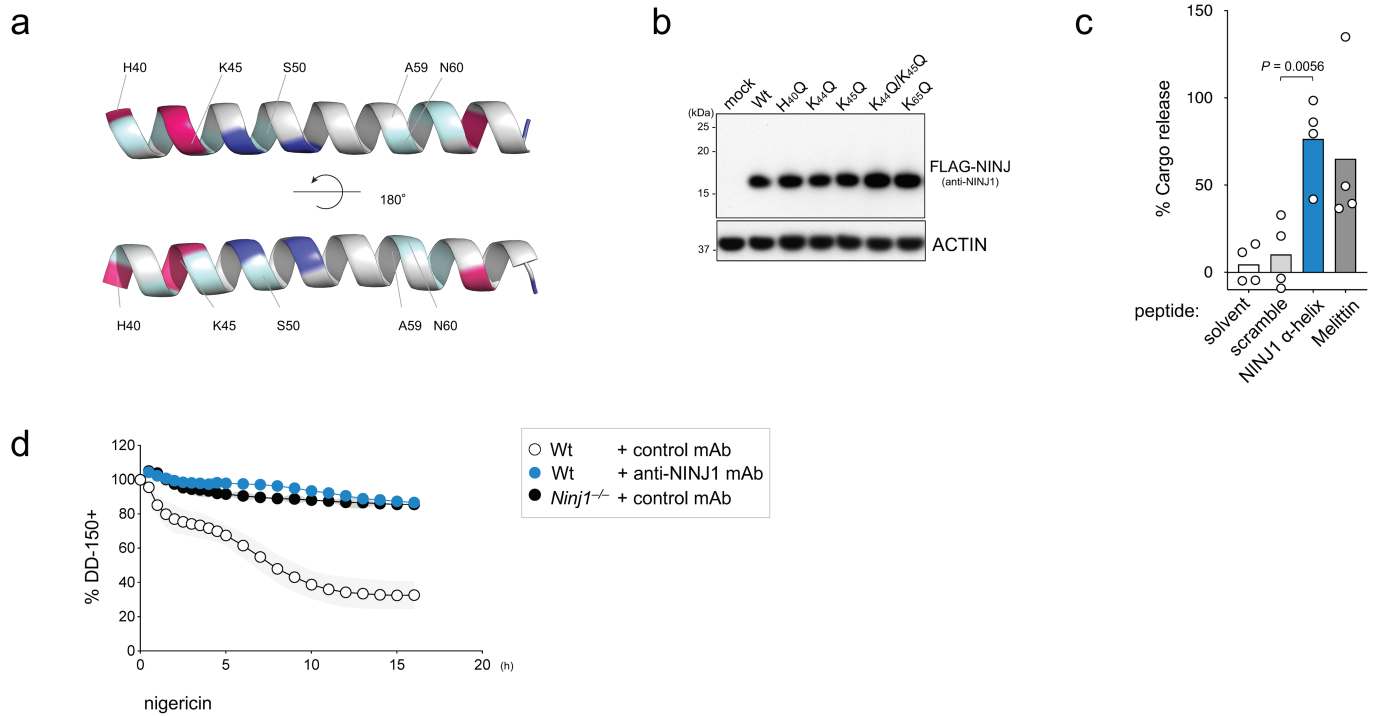 a
H40 K45 S50 A59 N60
180°
H40 K45 S50 A59 N60
b
mock Wt H40Q K44Q K45Q K44Q/K45Q K65Q
(kDa)
25
20
15
FLAG-NINJ
(anti-NINJ1)
37
ACTIN
c
% Cargo release
150
100
50
0
P = 0.0056
peptide: solvent scramble NINJ1 α-helix Melittin
d
% DD-150+
120
100
80
60
40
20
0
0 5 10 15 20 (h)
nigericin
Wt + control mAb
Wt + anti-NINJ1 mAb
Ninj1–/– + control mAb